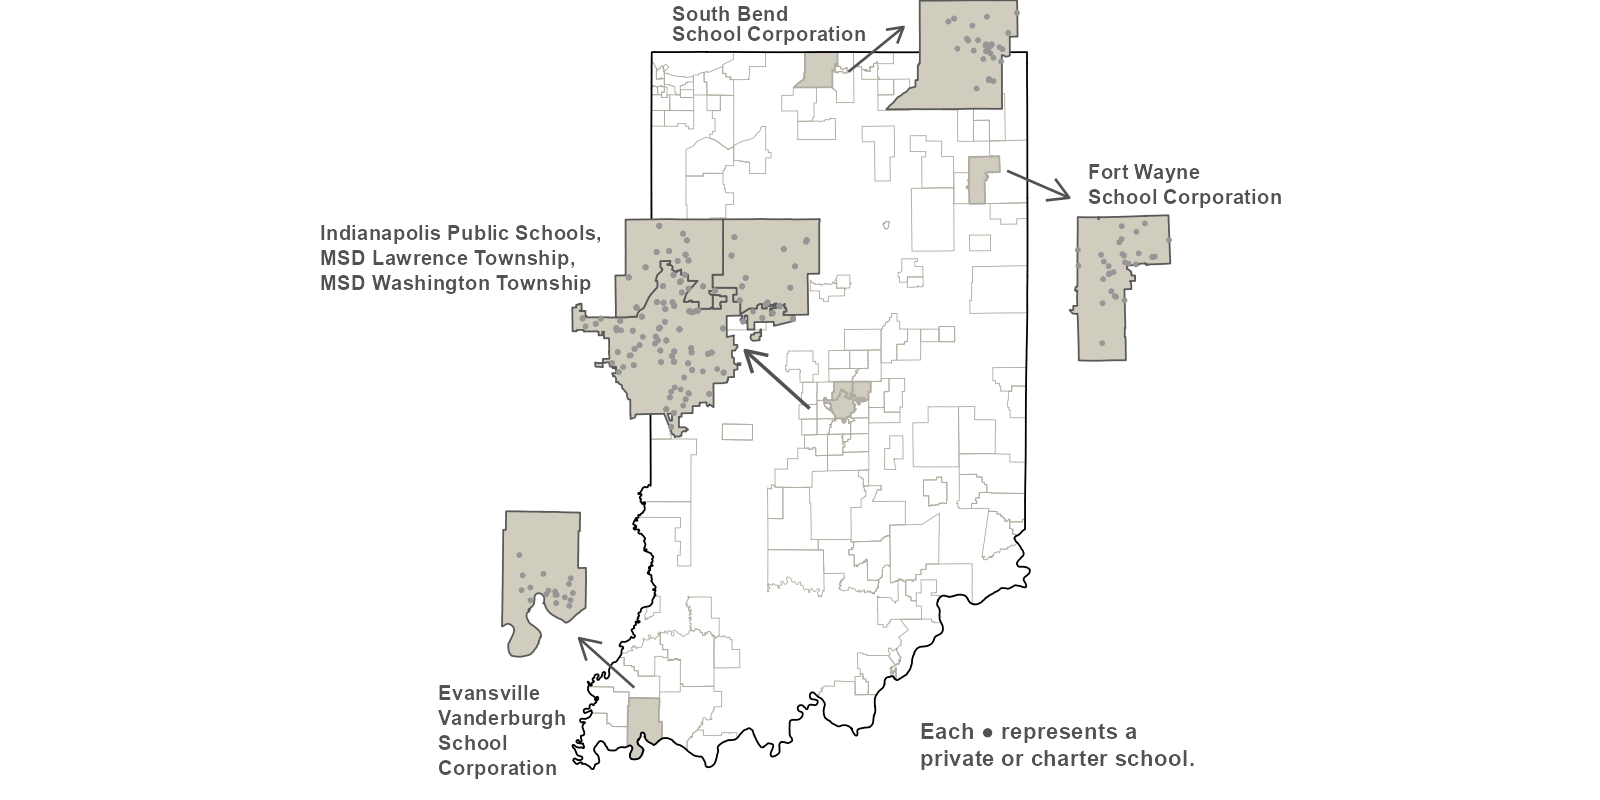 South Bend
School Corporation
Fort Wayne
School Corporation
Indianapolis Public Schools,
MSD Lawrence Township,
MSD Washington Township
Evansville
Vanderburgh
School
Corporation
Each ● represents a
private or charter school.